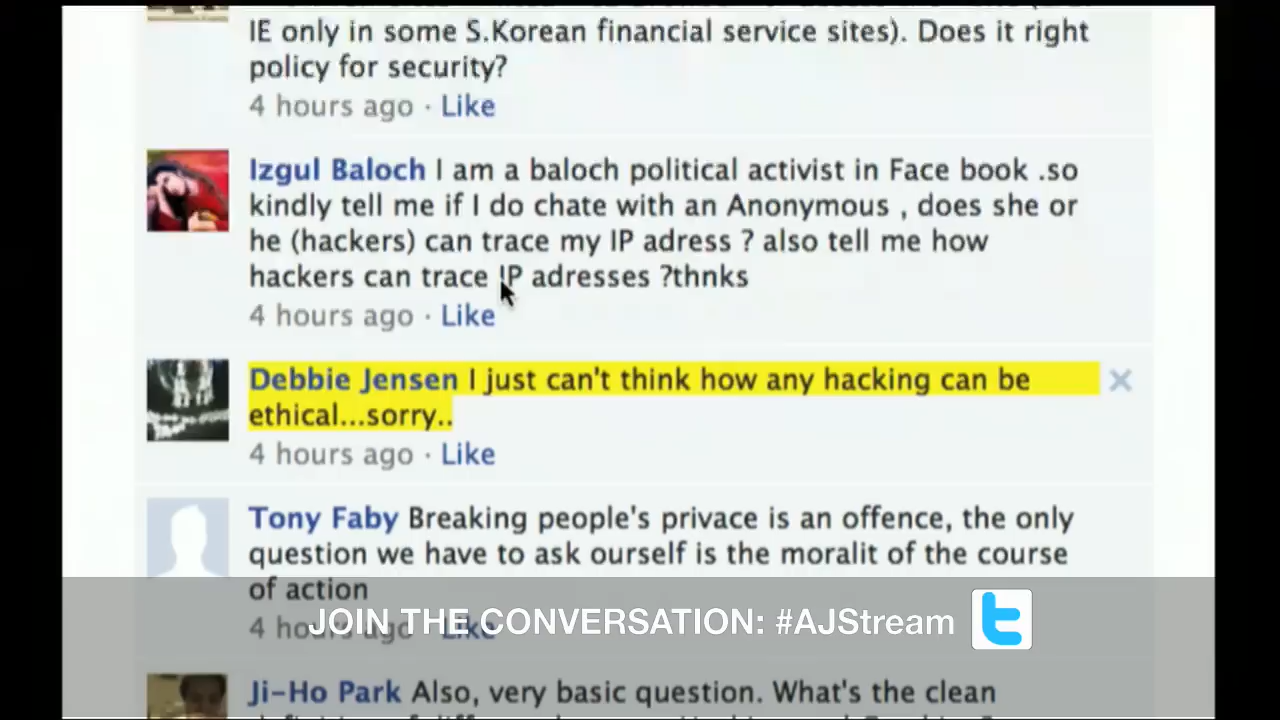 IE only in some S.Korean financial service sites). Does it right
policy for security?
4 hours ago · Like
Izgul Baloch I am a baloch political activist in Face book .so
kindly tell me if I do chate with an Anonymous , does she or
he (hackers) can trace my IP adress ? also tell me how
hackers can trace IP adresses ?thnks
4 hours ago · Like
Debbie Jensen I just can't think how any hacking can be
ethical...sorry..
4 hours ago · Like
Tony Faby Breaking people's privace is an offence, the only
question we have to ask ourself is the moralit of the course
of action
4 hours ago · Like
JOIN THE CONVERSATION: #AJStream
Ji-Ho Park Also, very basic question. What's the clean